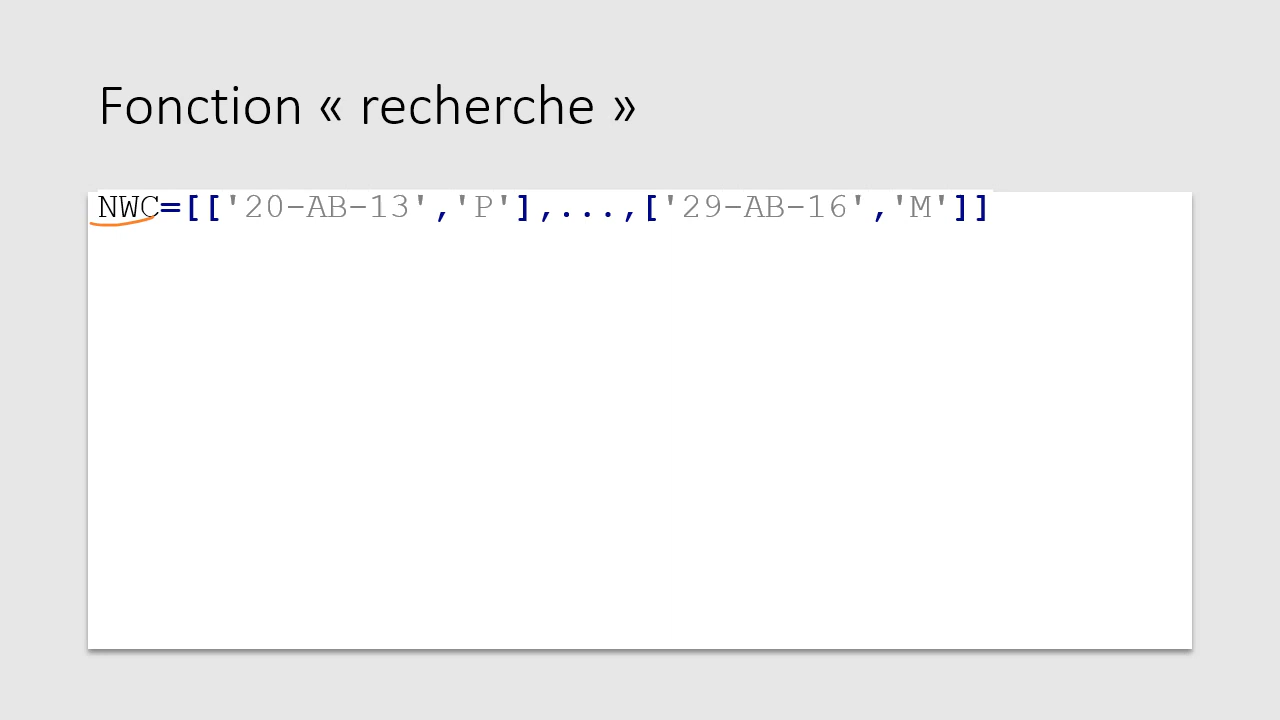 Fonction « recherche »
NWC=[['20-AB-13','P'],...,['29-AB-16','M']]